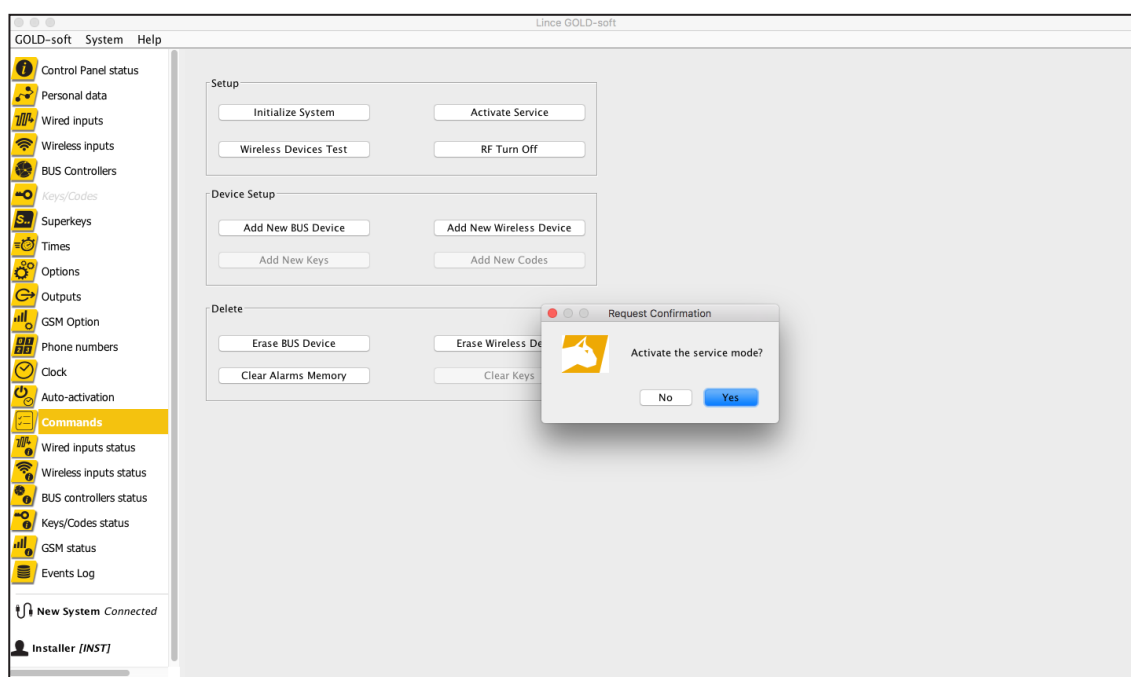 Lince GOLD-soft
GOLD-soft System Help
Control Panel status
Personal data
Wired inputs
Wireless inputs
BUS Controllers
Keys/Codes
Superkeys
Times
Options
Outputs
GSM Option
Phone numbers
Clock
Auto-activation
Commands
Wired inputs status
Wireless inputs status
BUS controllers status
Keys/Codes status
GSM status
Events Log
New System Connected
Installer [INST]
Setup
Initialize System Activate Service
Wireless Devices Test RF Turn Off
Device Setup
Add New BUS Device Add New Wireless Device
Add New Keys Add New Codes
Delete
Erase BUS Device Erase Wireless De
Clear Alarms Memory Clear Keys
Request Confirmation
Activate the service mode?
No Yes